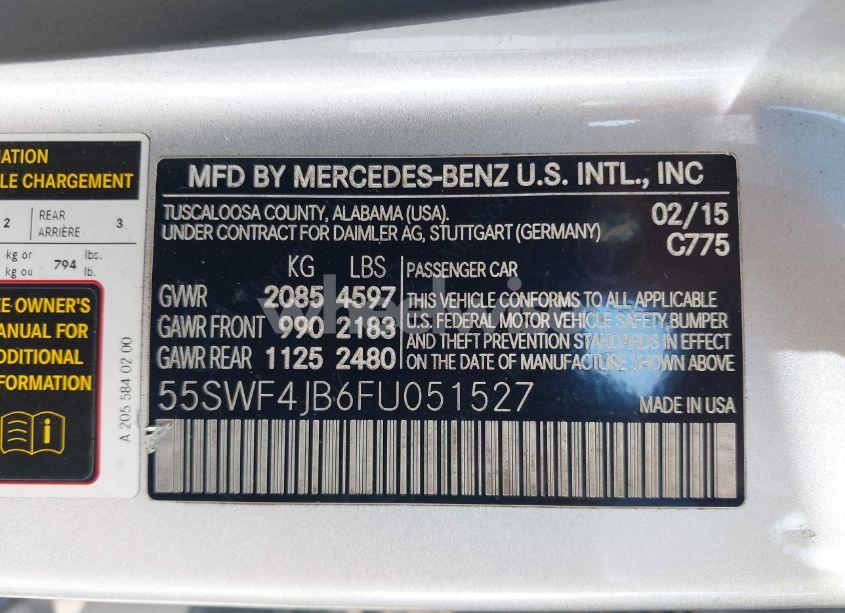 ATION
LE CHARGEMENT
2 REAR 3
ARRIÈRE
kg or 794 lbs.
kg ou lb.
E OWNER'S
ANUAL FOR
DDITIONAL
FORMATION
A 205 584 02 00
MFD BY MERCEDES-BENZ U.S. INTL., INC
TUSCALOOSA COUNTY, ALABAMA (USA). 02/15
UNDER CONTRACT FOR DAIMLER AG, STUTTGART (GERMANY) C775
KG LBS PASSENGER CAR
GVWR 2085 4597 THIS VEHICLE CONFORMS TO ALL APPLICABLE
GAWR FRONT 990 2183 U.S. FEDERAL MOTOR VEHICLE SAFETY, BUMPER
AND THEFT PREVENTION STANDARDS IN EFFECT
GAWR REAR 1125 2480 ON THE DATE OF MANUFACTURE SHOWN ABOVE
55SWF4JB6FU051527 MADE IN USA